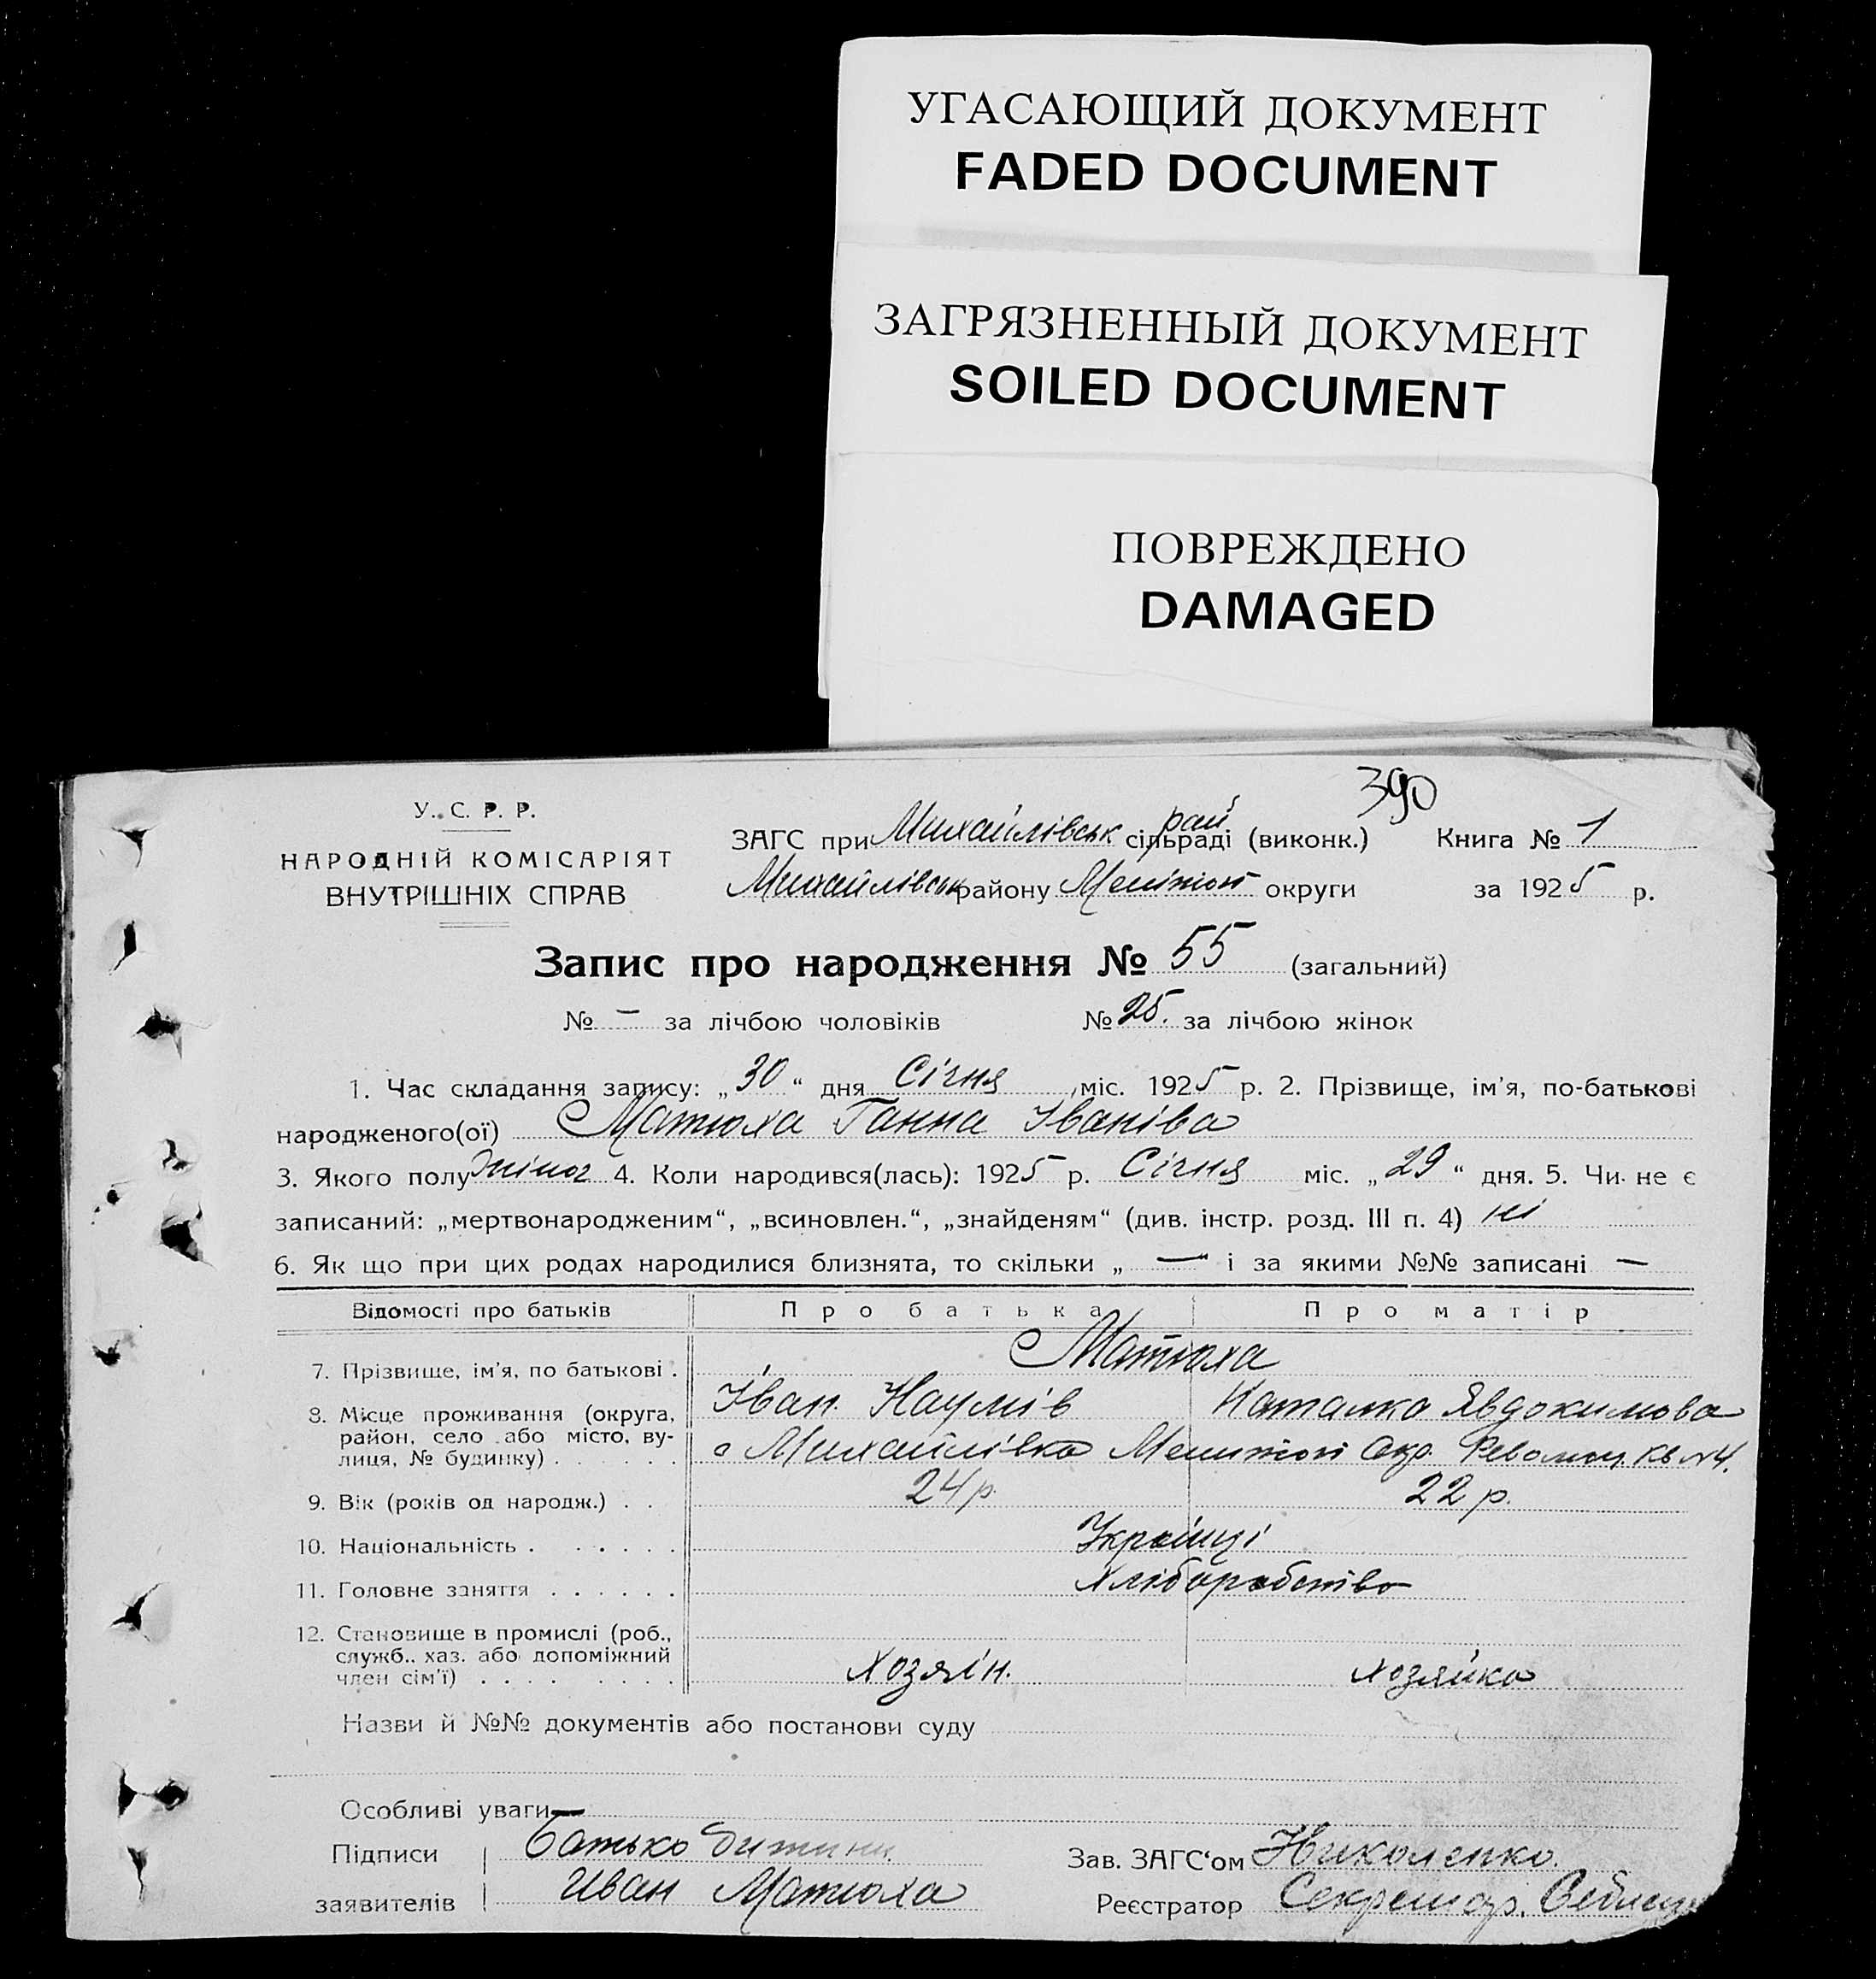 УГАСАЮЩИЙ ДОКУМЕНТ
FADED DOCUMENT
ЗАГРЯЗНЕННЫЙ ДОКУМЕНТ
SOILED DOCUMENT
ПОВРЕЖДЕНО
DAMAGED
390
У. С. Р. Р.
НАРОДНІЙ КОМІСАРІЯТ
ВНУТРІШНІХ СПРАВ
ЗАГС при Михайлівськ рай сільраді (виконк.) Книга № 1
Михайлівськ району Меліtoп округи за 1925 р.
Запис про народження № 55 (загальний)
№ — за лічбою чоловіків № 25. за лічбою жінок
1. Час складання запису: „30“ дня Січня міс. 1925 р. 2. Прізвище, ім'я, по-батькові
народженого(ої) Матюха Ганна Іваніва
3. Якого полу жіноч 4. Коли народився(лась): 1925 р. Січня міс. „29“ дня. 5. Чи не є
записаний: „мертвонародженим“, „всиновлен.“, „знайденям“ (див. інстр. розд. III п. 4) ні
6. Як що при цих родах народилися близнята, то скільки „—“ і за якими №№ записані —
Відомості про батьків Про батька Про матір
7. Прізвище, ім'я, по батькові . Матюха
Іван Наумів Наталка Явдокимова
8. Місце проживання (округа,
район, село або місто, вулиця, № будинку) . . . . . . с Михайлівка Окр. Кв №4.
9. Вік (років од народж.) . . 24 р. 22 р.
10. Національність . . . . . . Українці
11. Головне заняття . . . . . . Хліборобство
12. Становище в промислі (роб.,
служб.. хаз. або допоміжний
член сім'ї) . . . . . . . . Хозяїн. хозяйка
Назви й №№ документів або постанови суду
Особливі уваги —
Підписи Батько дитини
заявителів Иван Матюха
Зав. ЗАГС'ом Николенко.
Реєстратор Секретар.